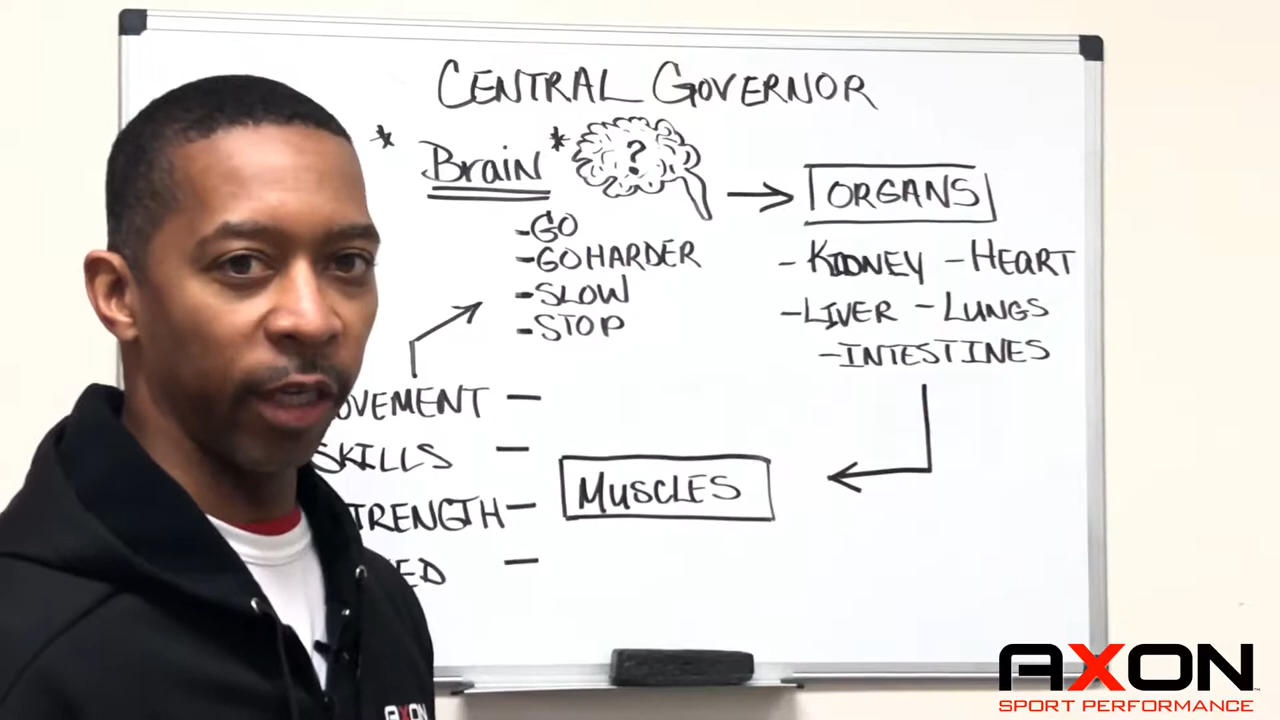 CENTRAL GOVERNOR
* Brain *
?
-GO
-GO HARDER
-SLOW
-STOP
ORGANS
-KIDNEY -HEART
-LIVER -LUNGS
-INTESTINES
OVEMENT -
SKILLS -
TRENGTH -
ED -
MUSCLES
AXON
AXON
SPORT PERFORMANCE